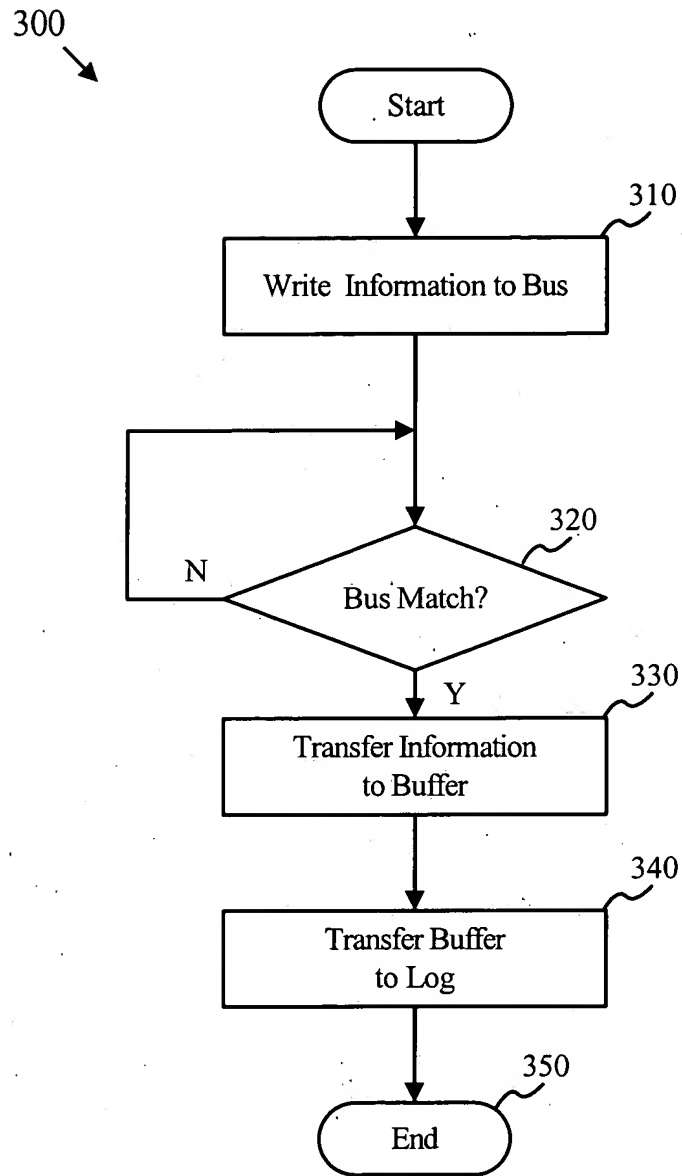 300
Start
310
Write Information to Bus
320
N
Bus Match?
Y
330
Transfer Information
to Buffer
340
Transfer Buffer
to Log
350
End